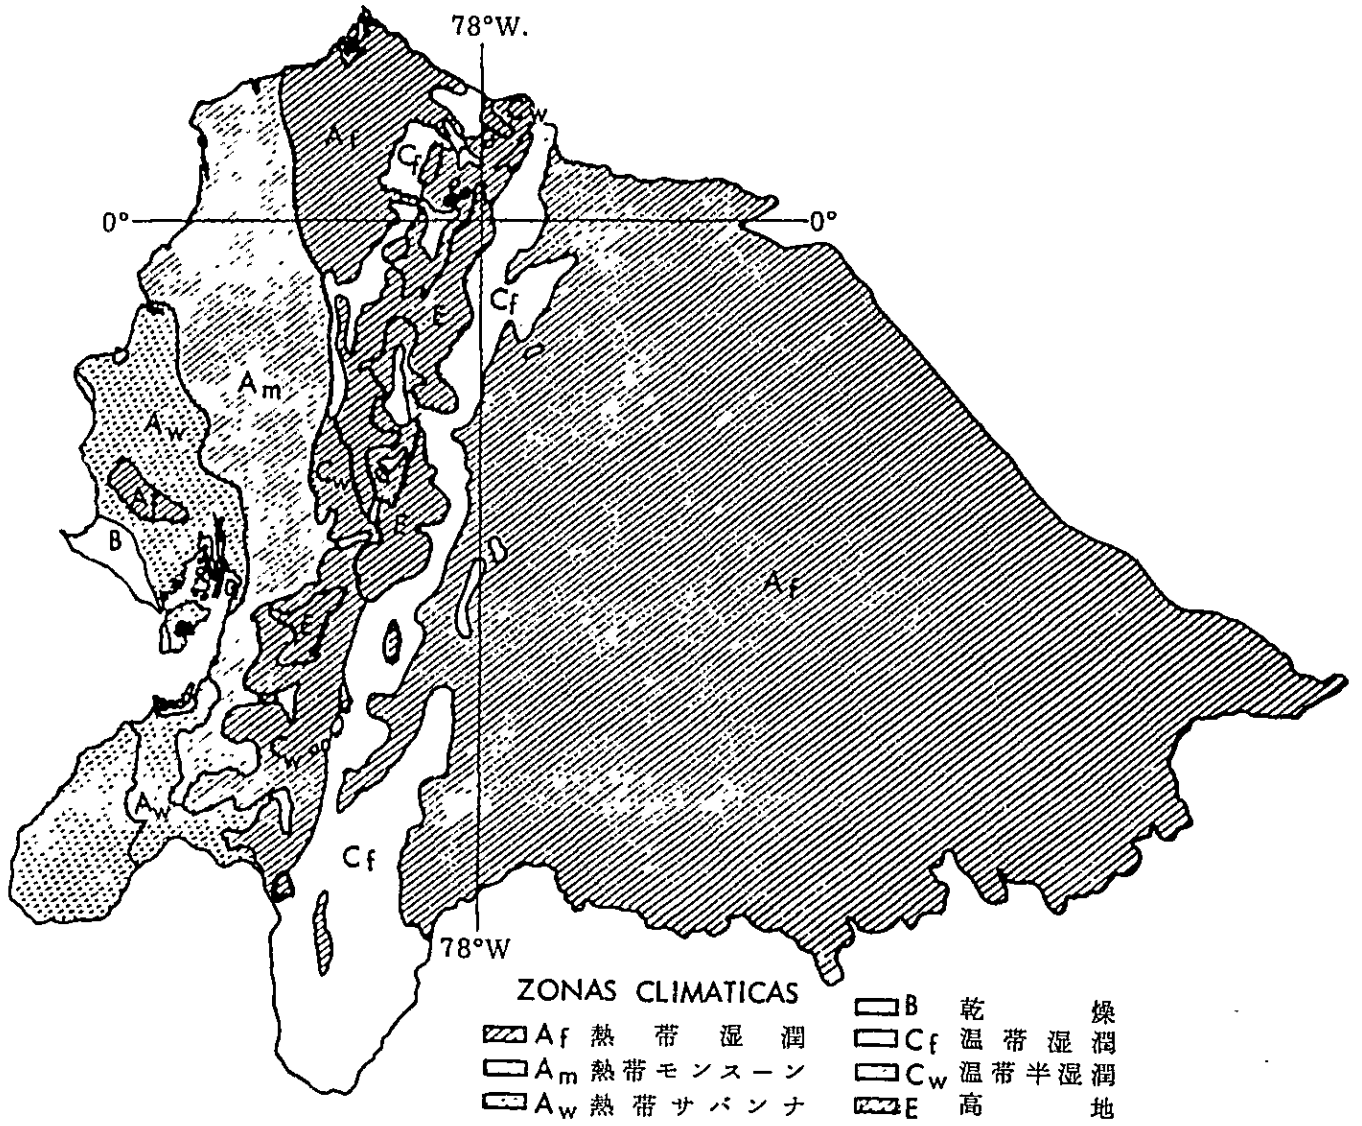 78°W.
Af
Cw
Cf
0°
0°
E
Cf
Am
Aw
Cw
Af
E
B
Af
E
Cw
Aw
Cf
78°W
ZONAS CLIMATICAS
Af 熱帯湿潤
Am 熱帯モンスーン
Aw 熱帯サバンナ
B 乾燥
Cf 温帯湿潤
Cw 温帯半湿潤
E 高地